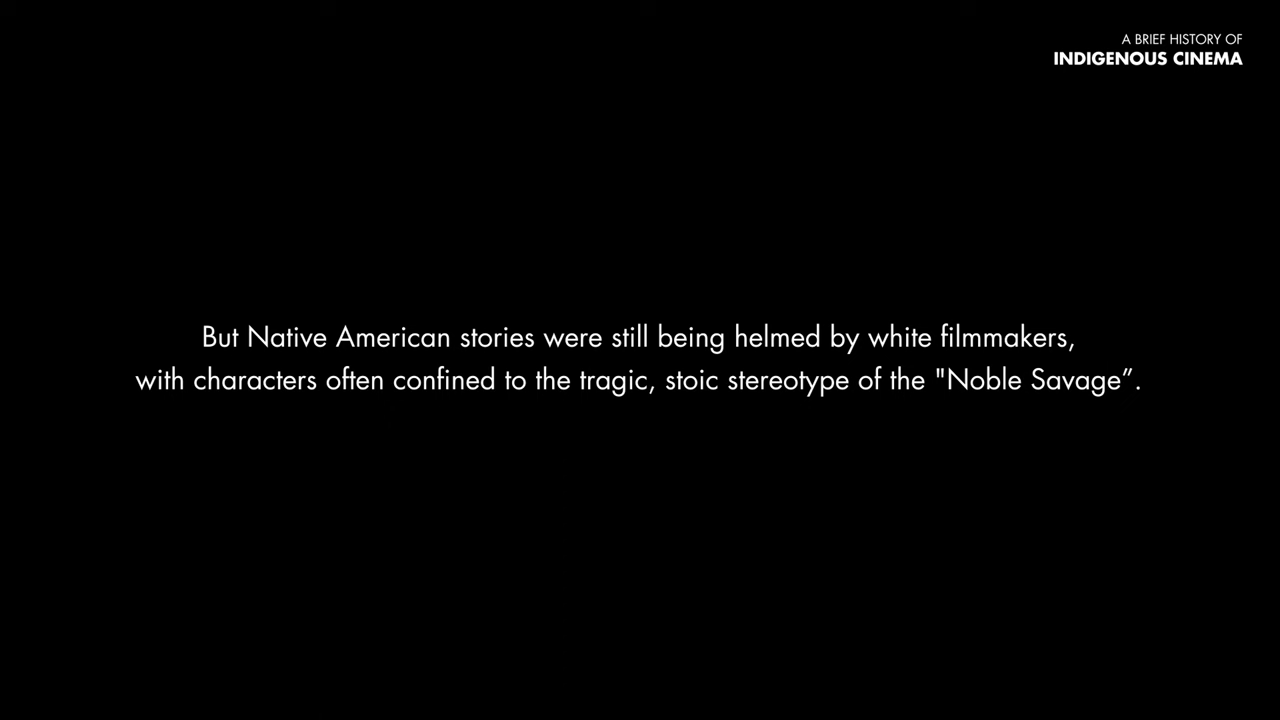 A BRIEF HISTORY OF
INDIGENOUS CINEMA
But Native American stories were still being helmed by white filmmakers,
with characters often confined to the tragic, stoic stereotype of the "Noble Savage”.